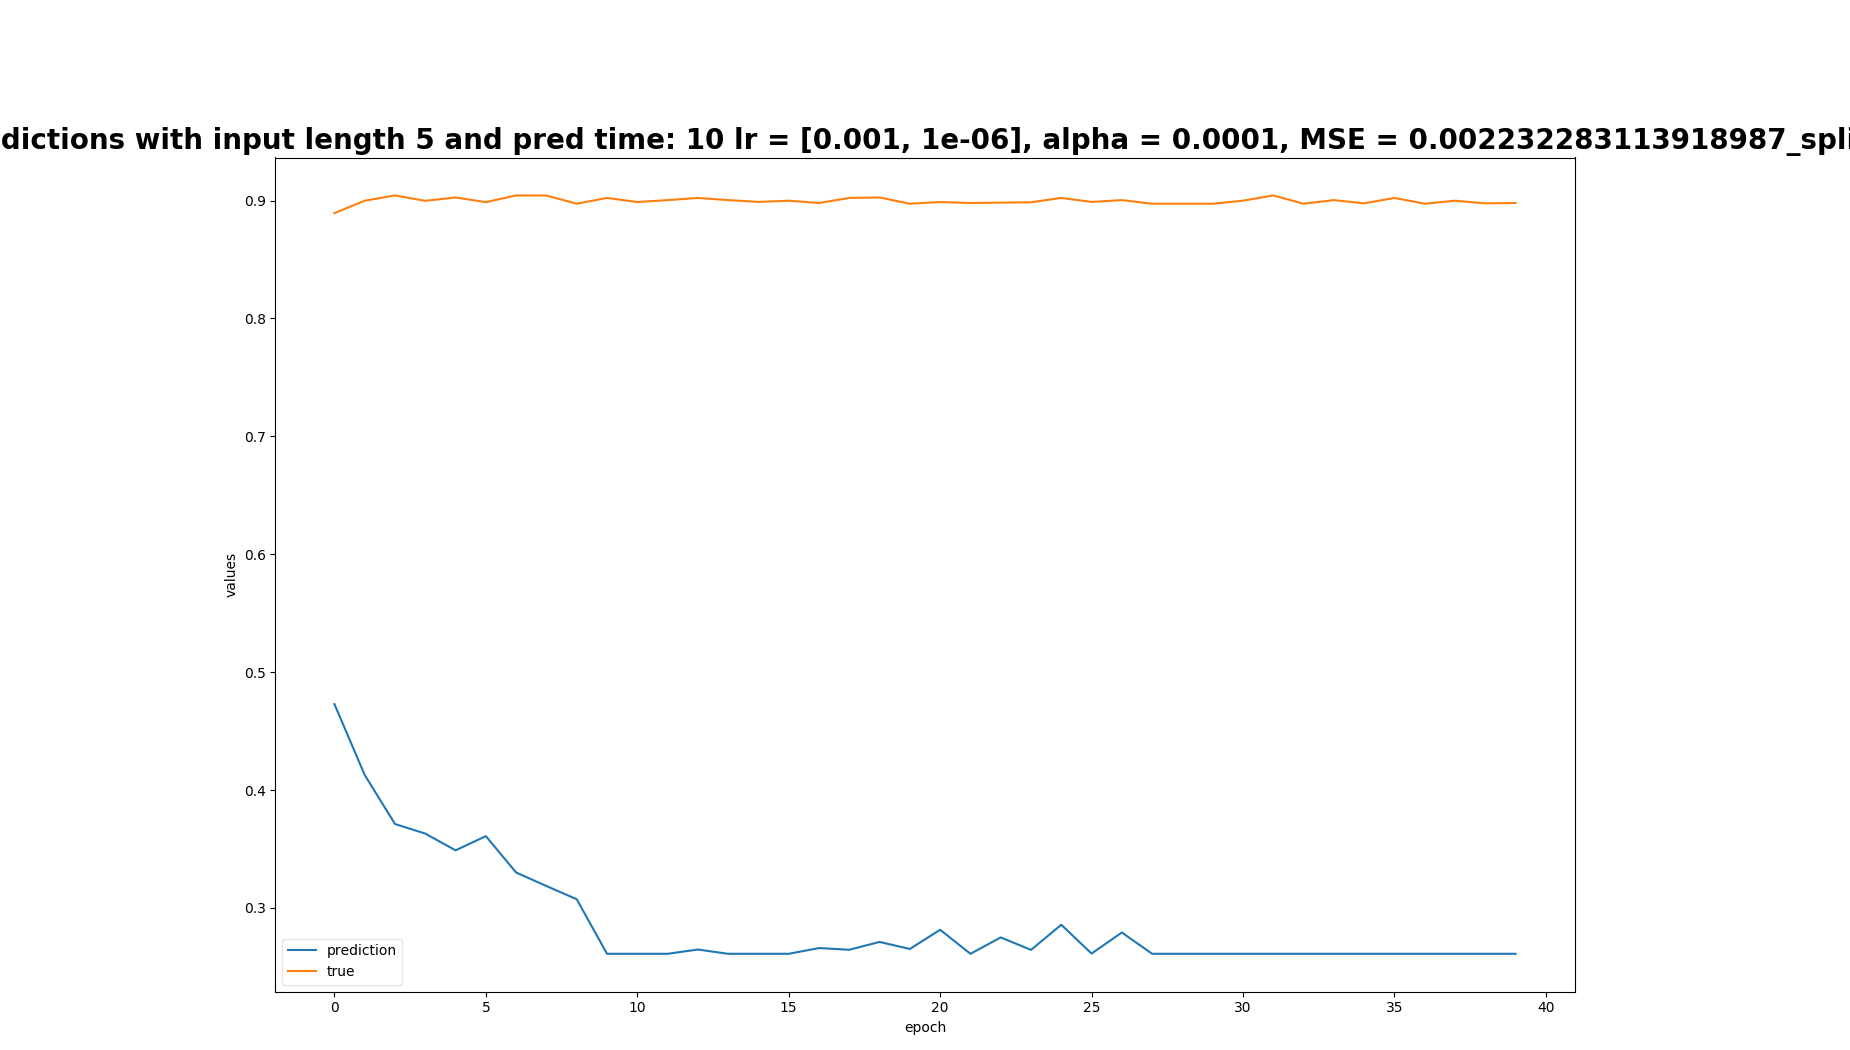 dictions with input length 5 and pred time: 10 lr = [0.001, 1e-06], alpha = 0.0001, MSE = 0.002232283113918987_spli
0.9
0.8
0.7
0.6
0.5
0.4
0.3
values
prediction
true
0 5 10 15 20 25 30 35 40
epoch